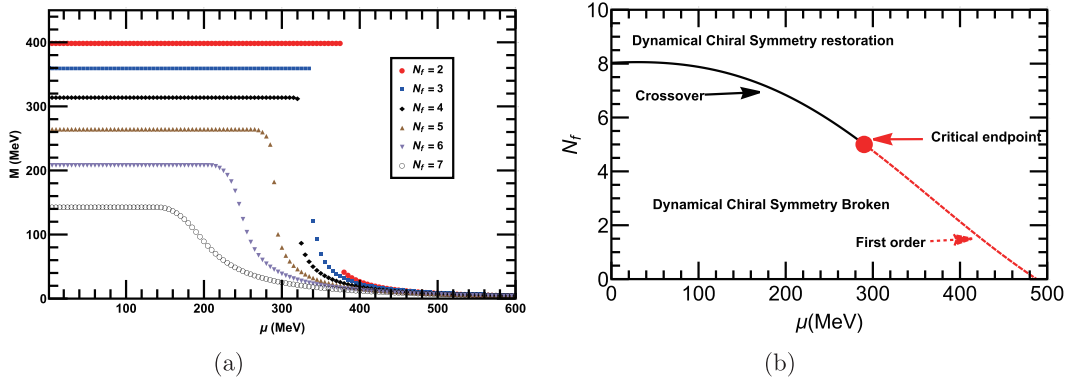 400
300
200
100
0
M (MeV)
100 200 300 400 500 600
μ (MeV)
N_f = 2
N_f = 3
N_f = 4
N_f = 5
N_f = 6
N_f = 7
(a)
10
8
6
4
2
0
N_f
0 100 200 300 400 500
μ(MeV)
Dynamical Chiral Symmetry restoration
Crossover
Critical endpoint
Dynamical Chiral Symmetry Broken
First order
(b)